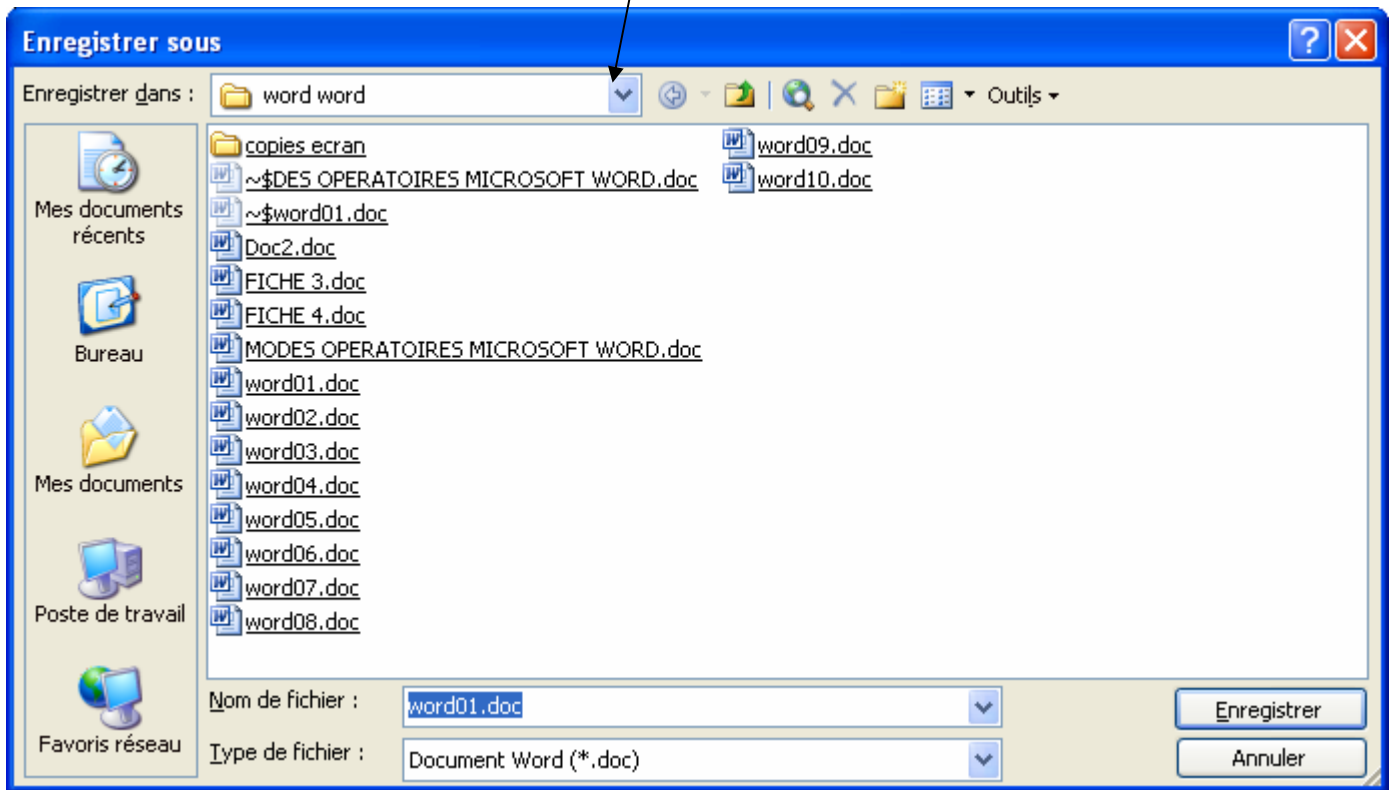 Enregistrer sous
Enregistrer dans : word word Outils
Mes documents
récents
Bureau
Mes documents
Poste de travail
Favoris réseau
copies ecran
~$DES OPERATOIRES MICROSOFT WORD.doc
~$word01.doc
Doc2.doc
FICHE 3.doc
FICHE 4.doc
MODES OPERATOIRES MICROSOFT WORD.doc
word01.doc
word02.doc
word03.doc
word04.doc
word05.doc
word06.doc
word07.doc
word08.doc
word09.doc
word10.doc
Nom de fichier : word01.doc Enregistrer
Type de fichier : Document Word (*.doc) Annuler